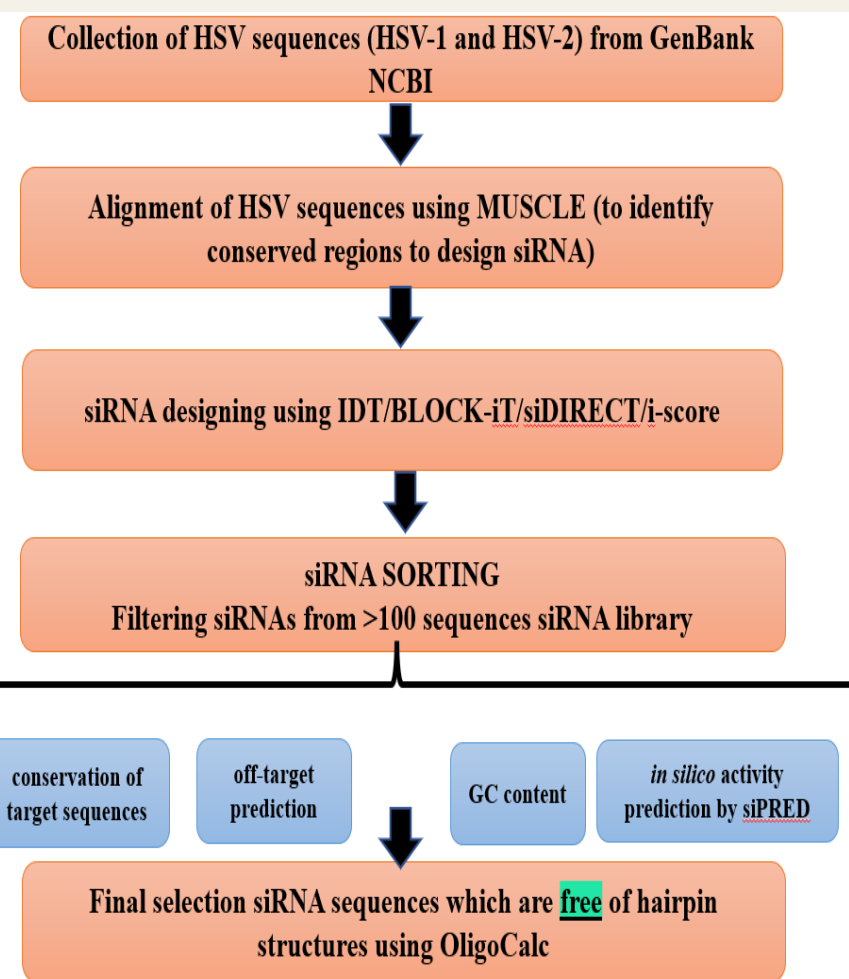 Collection of HSV sequences (HSV-1 and HSV-2) from GenBank
NCBI
Alignment of HSV sequences using MUSCLE (to identify
conserved regions to design siRNA)
siRNA designing using IDT/BLOCK-iT/siDIRECT/i-score
siRNA SORTING
Filtering siRNAs from >100 sequences siRNA library
conservation of
target sequences
off-target
prediction
GC content
in silico activity
prediction by siPRED
Final selection siRNA sequences which are free of hairpin
structures using OligoCalc